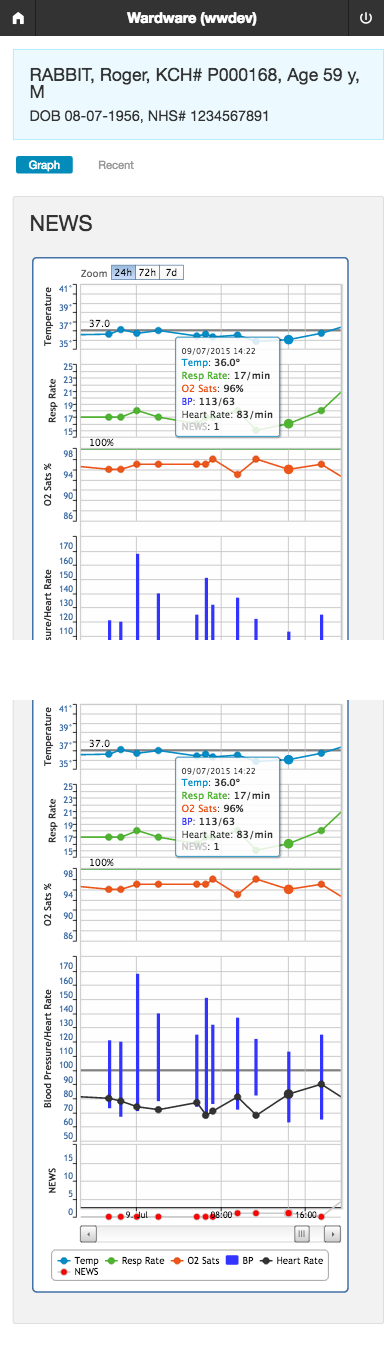 Wardware (wwdev)
RABBIT, Roger, KCH# P000168, Age 59 y,
M
DOB 08-07-1956, NHS# 1234567891
Graph Recent
NEWS
Zoom 24h 72h 7d
Temperature
41°
39°
37°
35°
37.0
09/07/2015 14:22
Temp: 36.0°
Resp Rate: 17/min
O2 Sats: 96%
BP: 113/63
Heart Rate: 83/min
NEWS: 1
Resp Rate
25
23
21
19
17
15
100%
O2 Sats %
98
94
90
86
sure/Heart Rate
170
160
150
140
130
120
110
Temperature
41°
39°
37°
35°
37.0
09/07/2015 14:22
Temp: 36.0°
Resp Rate: 17/min
O2 Sats: 96%
BP: 113/63
Heart Rate: 83/min
NEWS: 1
Resp Rate
25
23
21
19
17
15
100%
O2 Sats %
98
94
90
86
Blood Pressure/Heart Rate
170
160
150
140
130
120
110
100
90
80
70
60
50
NEWS
15
10
5
0
9. Jul 08:00 16:00
Temp Resp Rate O2 Sats BP Heart Rate
NEWS